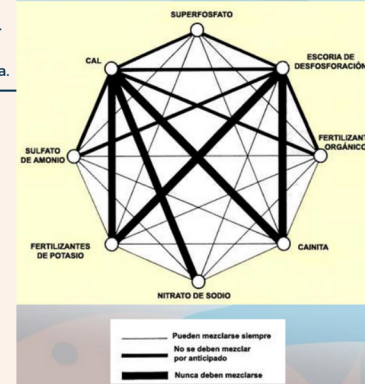 a.
SUPERFOSFATO
CAL
ESCORIA DE
DESFOSFORACIÓN
SULFATO
DE AMONIO
FERTILIZANT
ORGÁNICO
FERTILIZANTES
DE POTASIO
CAINITA
NITRATO DE SODIO
Pueden mezclarse siempre
No se deben mezclar
por anticipado
Nunca deben mezclarse